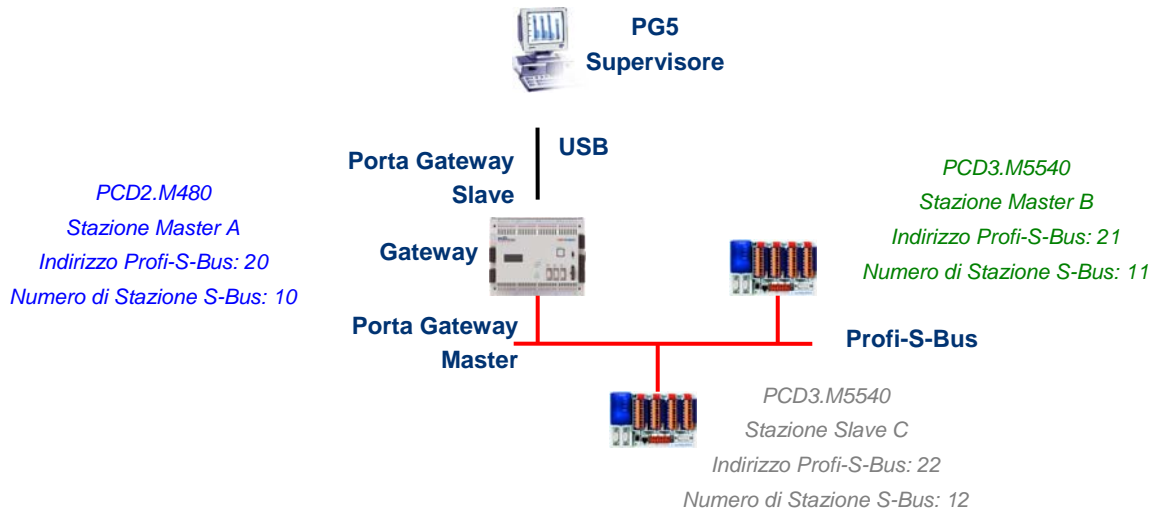 PG5
Supervisore
USB
Porta Gateway
Slave
PCD2.M480
Stazione Master A
Indirizzo Profi-S-Bus: 20
Numero di Stazione S-Bus: 10
Gateway
PCD3.M5540
Stazione Master B
Indirizzo Profi-S-Bus: 21
Numero di Stazione S-Bus: 11
Porta Gateway
Master
Profi-S-Bus
PCD3.M5540
Stazione Slave C
Indirizzo Profi-S-Bus: 22
Numero di Stazione S-Bus: 12